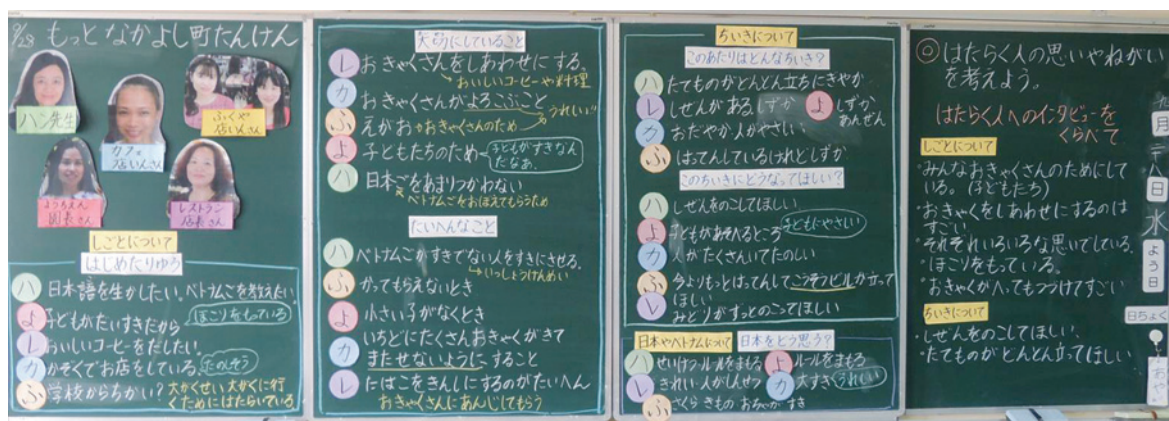 9/28 もっと なかよし町たんけん
ハン先生
カフェ
店いんさん
ふくや
店いんさん
ようちえん
園長さん
レストラン
店長さん
しごとについて
はじめたりゆう
ハ 日本語を生かしたい。ベトナムごを教えたい
よ 子どもがだいすきだから ほこりをもっている
レ おいしいコーヒーをだしたい。
カ かぞくでお店をしている。たのしそう
ふ 学校からちかい? 大がくせい 大がくに行
くためにはたらいている
大切にしていること
レ おきゃくさんをしあわせにする。
おいしいコーヒーや料理
カ おきゃくさんがよろこぶこと
うれしい
ふ えがお おきゃくさんのため
よ 子どもたちのため 子どもがすきなん
だなあ。
ハ 日本ごをあまりつかわない
ベトナムごをおぼえてもらうため
たいへんなこと
ハ ベトナムごがすきでない人をすきにさせる。
いっしょうけんめい
ふ かってもらえないとき
よ 小さい子がなくとき
カ いちどにたくさんおきゃくがきて
またせないようにすること
レ たばこをきんしにするのがたいへん
おきゃくさんにあんじてもらう
ちいきについて
このあたりはどんなちいき?
ハ たてものがどんどん立ちにぎやか
レ しぜんがある しずか よ しずか
あんぜん
カ おだやか 人がやさしい
ふ はってんしているけれどしずか
このちいきにどうなってほしい?
ハ しぜんをのこしてほしい
よ 子どもがあそべるところ 子どもにやさしい
カ 人がたくさんいてたのしい
ふ 今よりもっとはってんしてこうそうビルが立って
ほしい
レ みどりがずっとのこってほしい
日本やベトナムについて 日本をどう思う?
ハ せいけつ ルールをまもる よ ルールをまもる
レ きれい 人がしんせつ カ 大すき うれしい
ふ さくら きもの おちゃが すき
◎はたらく人の思いやねがい
を考えよう。
はたらく人へのインタビューを
くらべて
しごとについて
・みんなおきゃくさんのためにして
いる。(子どもたち)
・おきゃくをしあわせにするのは
すごい。
・それぞれいろいろな思いでしている。
・ほこりをもっている。
・おきゃくがへってもつづけてすごい
ちいきについて
・しぜんをのこしてほしい。
・たてものがどんどん立ってほしい
月
日
水
よう日
日ちょく